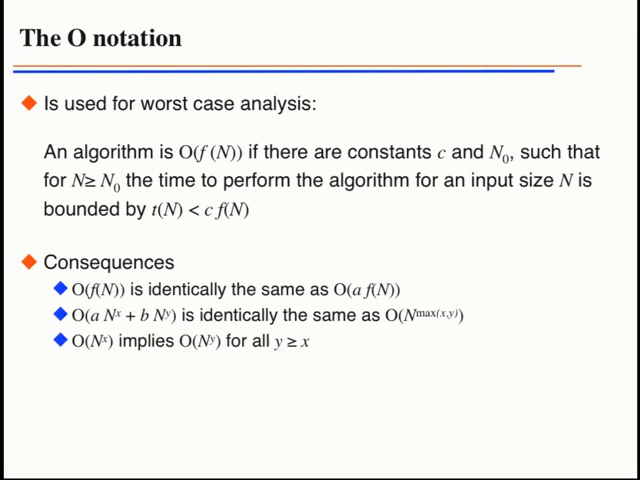 The O notation
Is used for worst case analysis:
An algorithm is O(f (N)) if there are constants c and N₀, such that
for N≥ N₀ the time to perform the algorithm for an input size N is
bounded by t(N) < c f(N)
Consequences
O(f(N)) is identically the same as O(a f(N))
O(a Nˣ + b Nʸ) is identically the same as O(Nᵐᵃˣ⁽ˣ,ʸ⁾)
O(Nˣ) implies O(Nʸ) for all y ≥ x